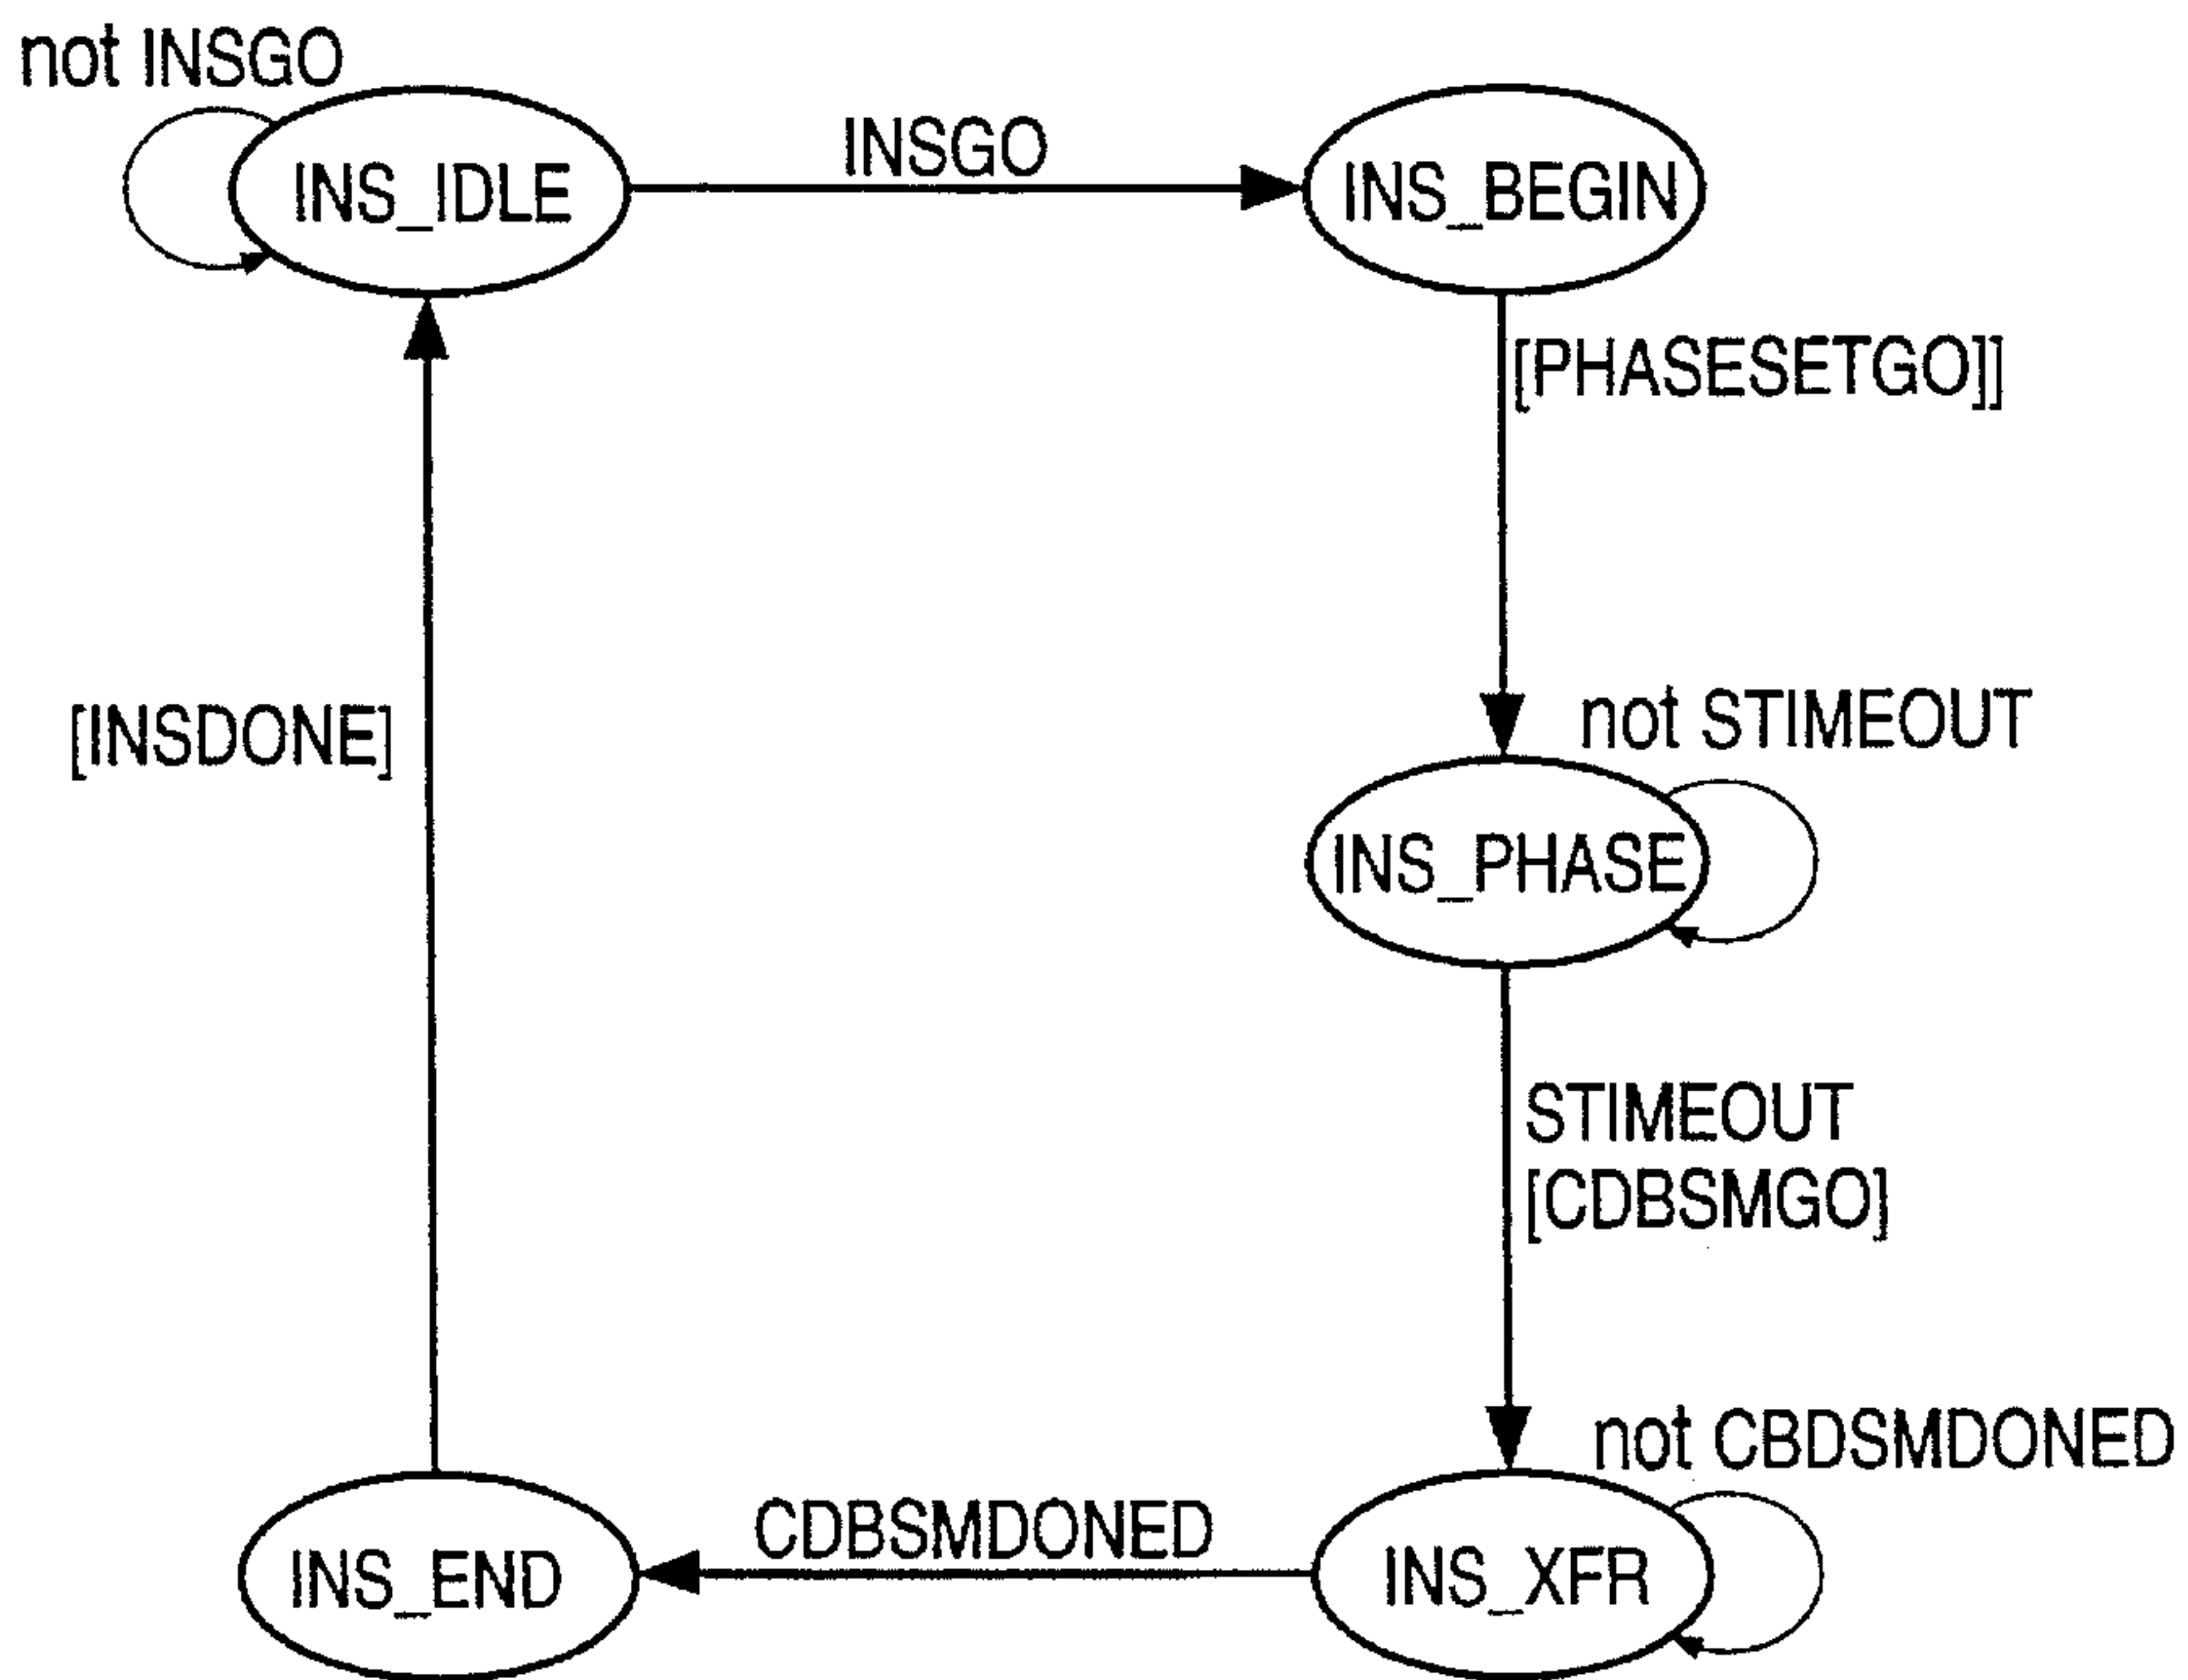 not INSGO
INS_IDLE
INSGO
INS_BEGIN
[PHASESETGO]]
[INSDONE]
not STIMEOUT
INS_PHASE
STIMEOUT
[CDBSMGO]
not CBDSMDONED
INS_END
CDBSMDONED
INS_XFR